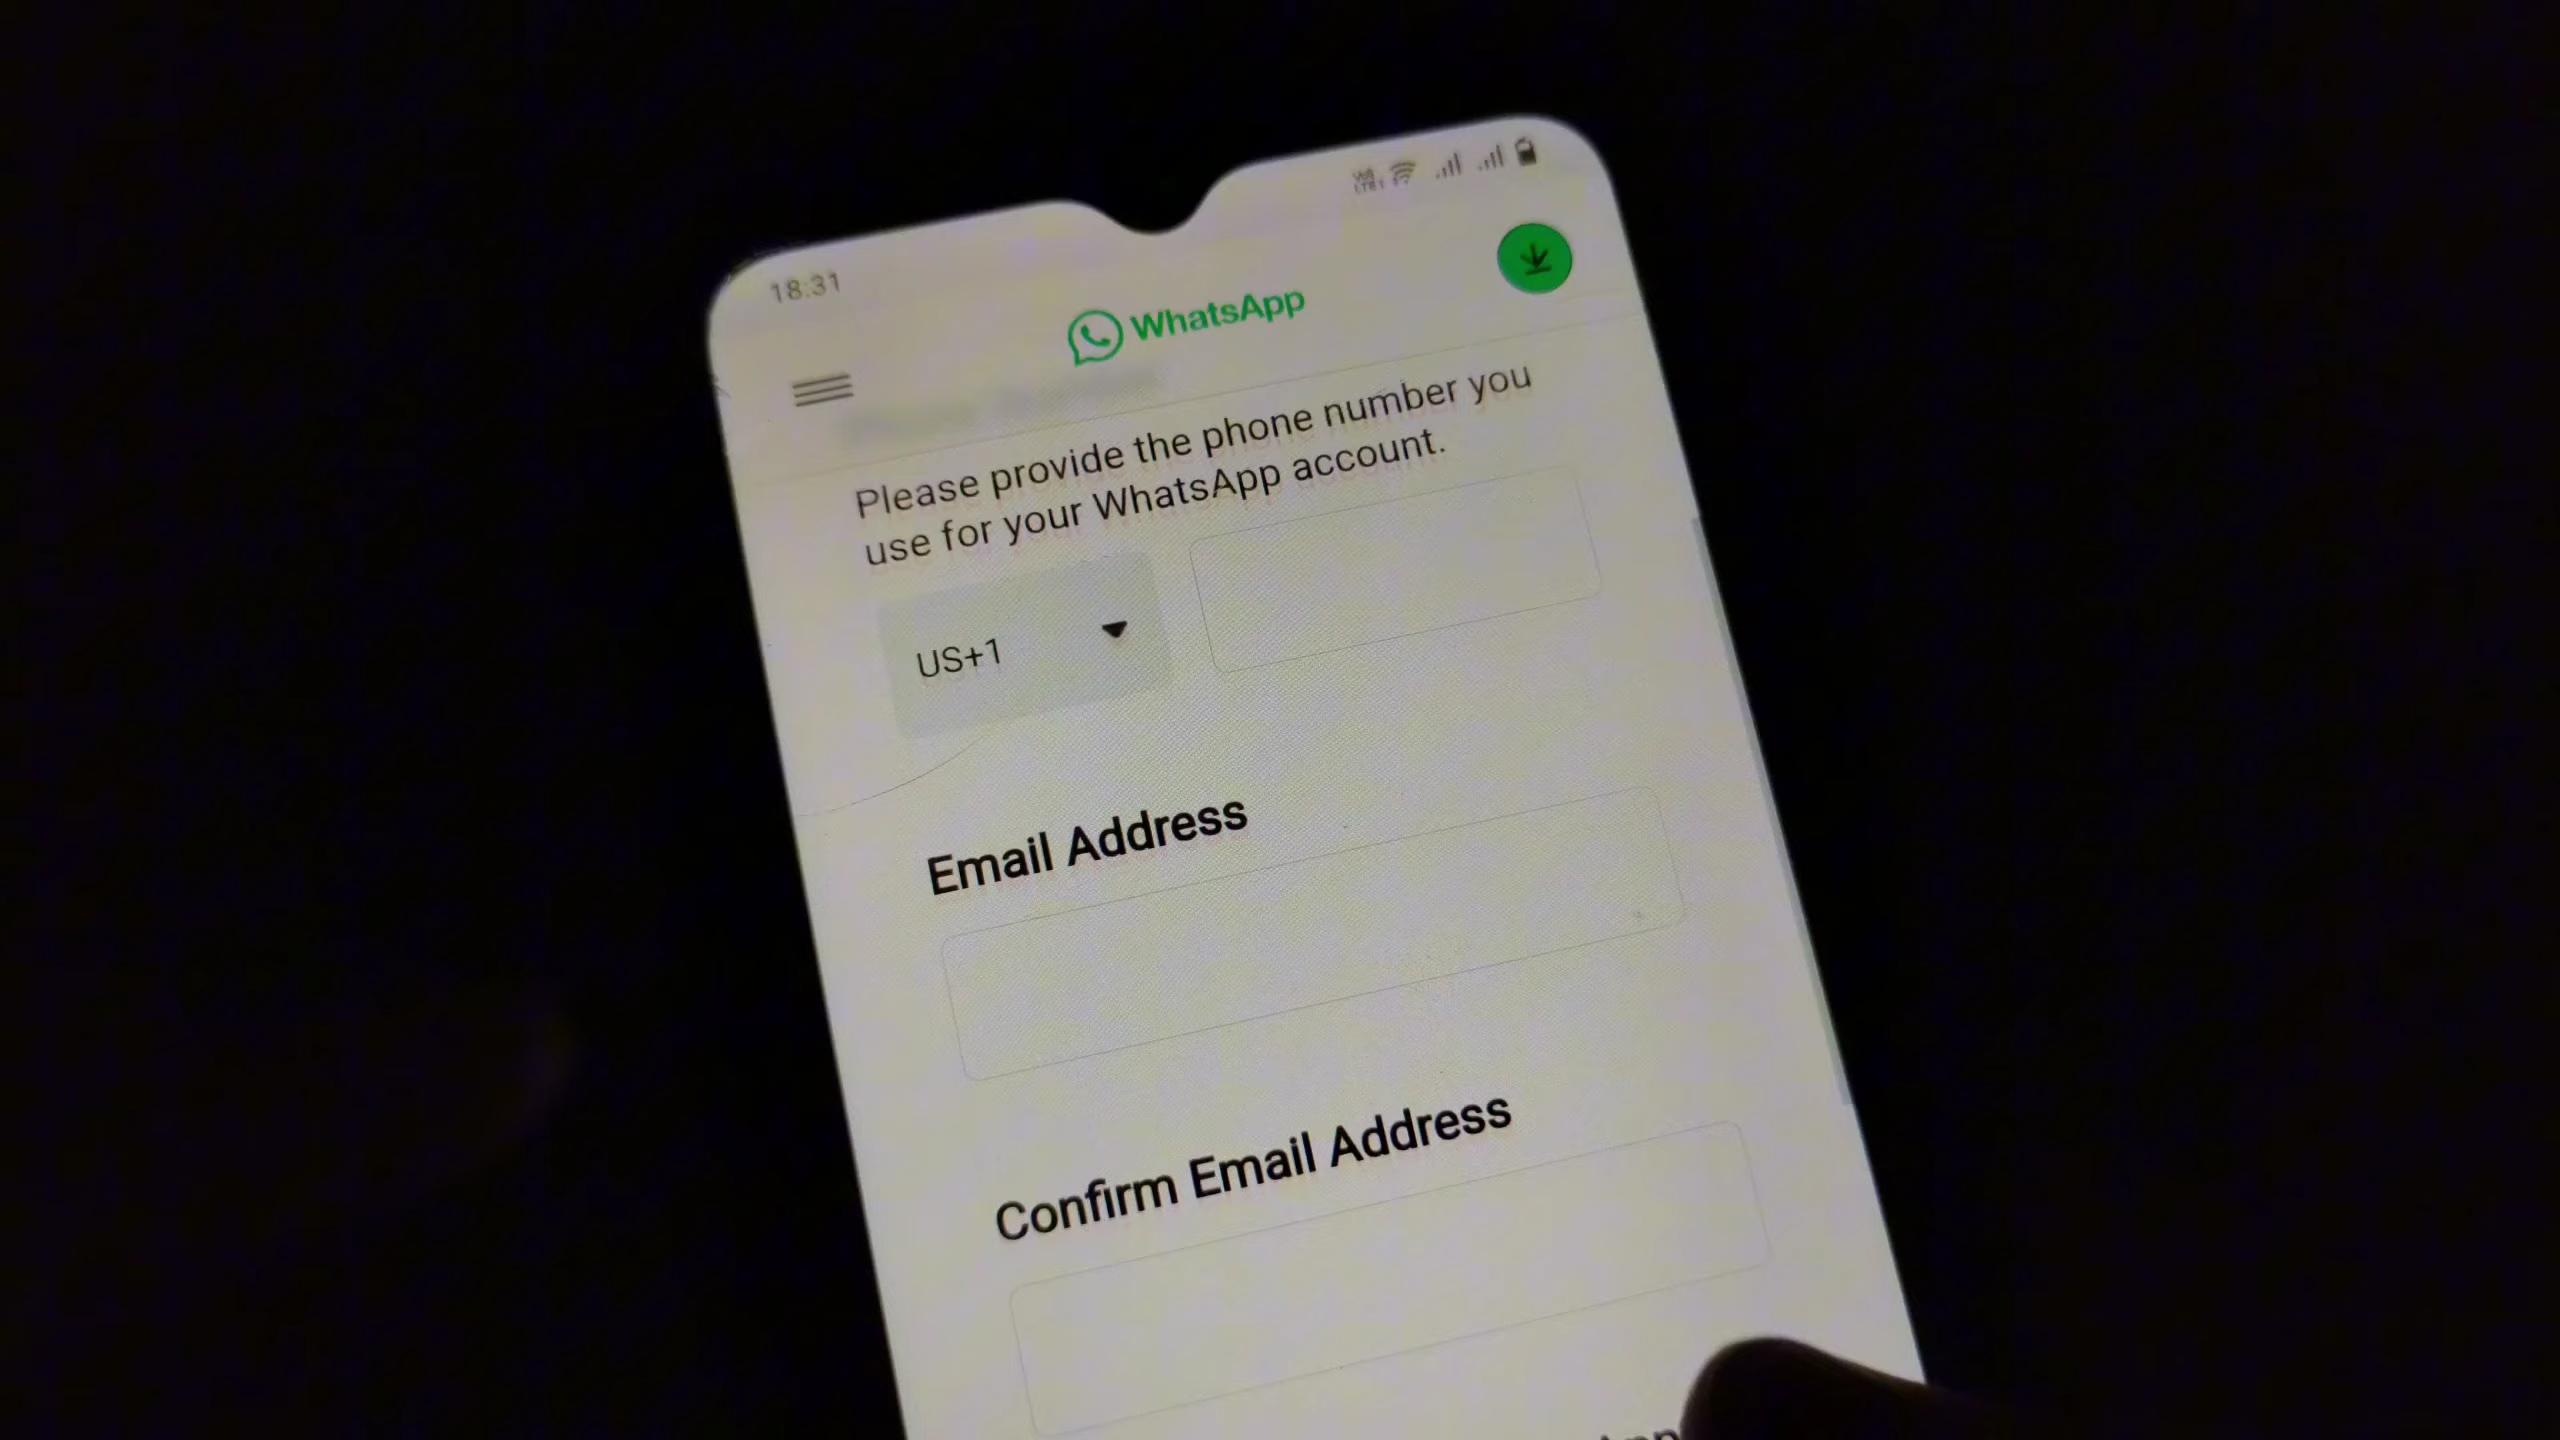 18:31
WhatsApp
Please provide the phone number you
use for your WhatsApp account.
US+1
Email Address
Confirm Email Address